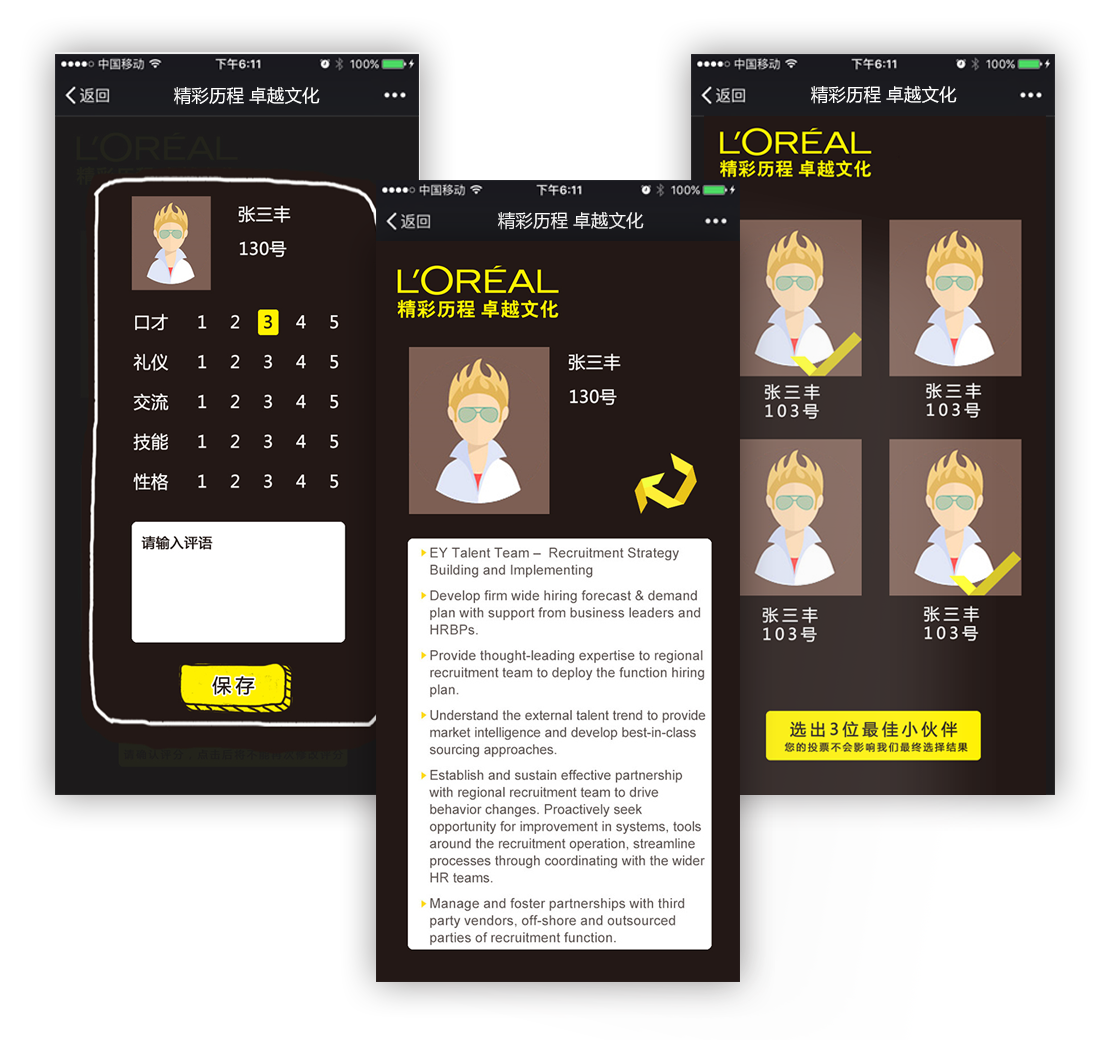 中国移动 下午6:11 100%
返回 精彩历程 卓越文化
L'ORÉAL
张三丰
130号
口才 1 2 3 4 5
礼仪 1 2 3 4 5
交流 1 2 3 4 5
技能 1 2 3 4 5
性格 1 2 3 4 5
请输入评语
保存
中国移动 下午6:11 100%
返回 精彩历程 卓越文化
L'ORÉAL
精彩历程 卓越文化
张三丰
130号
EY Talent Team – Recruitment Strategy
Building and Implementing
Develop firm wide hiring forecast & demand
plan with support from business leaders and
HRBPs.
Provide thought-leading expertise to regional
recruitment team to deploy the function hiring
plan.
Understand the external talent trend to provide
market intelligence and develop best-in-class
sourcing approaches.
Establish and sustain effective partnership
with regional recruitment team to drive
behavior changes. Proactively seek
opportunity for improvement in systems, tools
around the recruitment operation, streamline
processes through coordinating with the wider
HR teams.
Manage and foster partnerships with third
party vendors, off-shore and outsourced
parties of recruitment function.
中国移动 下午6:11 100%
返回 精彩历程 卓越文化
L'ORÉAL
精彩历程 卓越文化
张三丰 张三丰
103号 103号
张三丰 张三丰
103号 103号
选出3位最佳小伙伴
您的投票不会影响我们最终选择结果